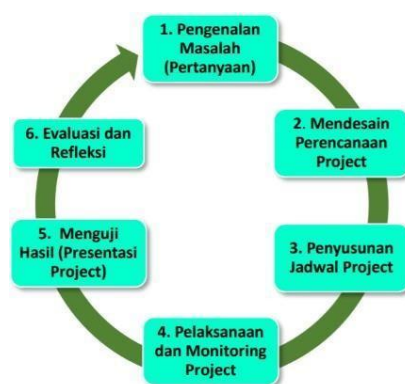 1. Pengenalan
Masalah
(Pertanyaan)
2. Mendesain
Perencanaan
Project
3. Penyusunan
Jadwal Project
4. Pelaksanaan
dan Monitoring
Project
5. Menguji
Hasil (Presentasi
Project)
6. Evaluasi dan
Refleksi